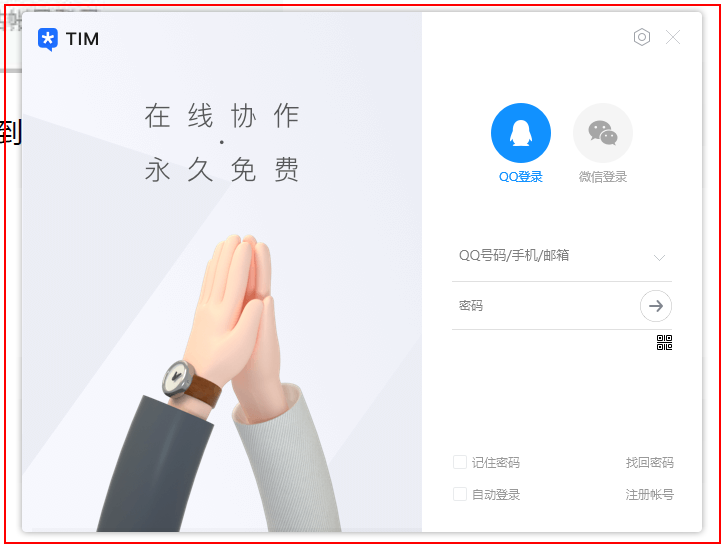 到
TIM
在线协作
·
永久免费
QQ登录
微信登录
QQ号码/手机/邮箱
密码
记住密码
找回密码
自动登录
注册帐号